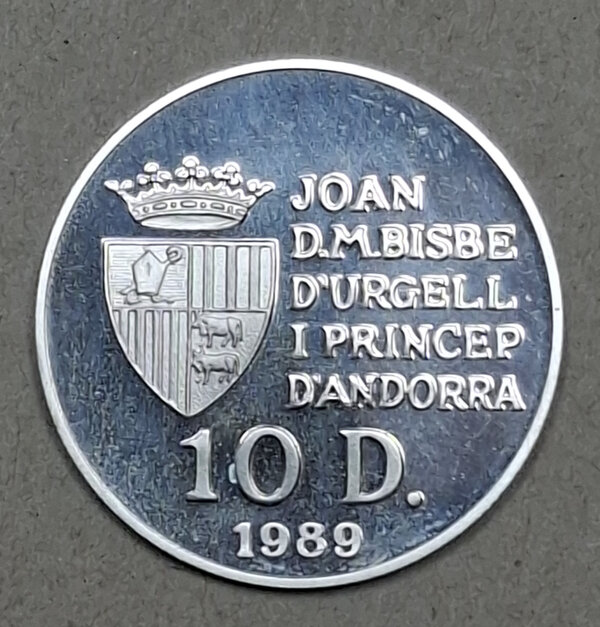 JOAN
D.M.BISBE
D'URGELL
I PRINCEP
D'ANDORRA
10 D.
1989